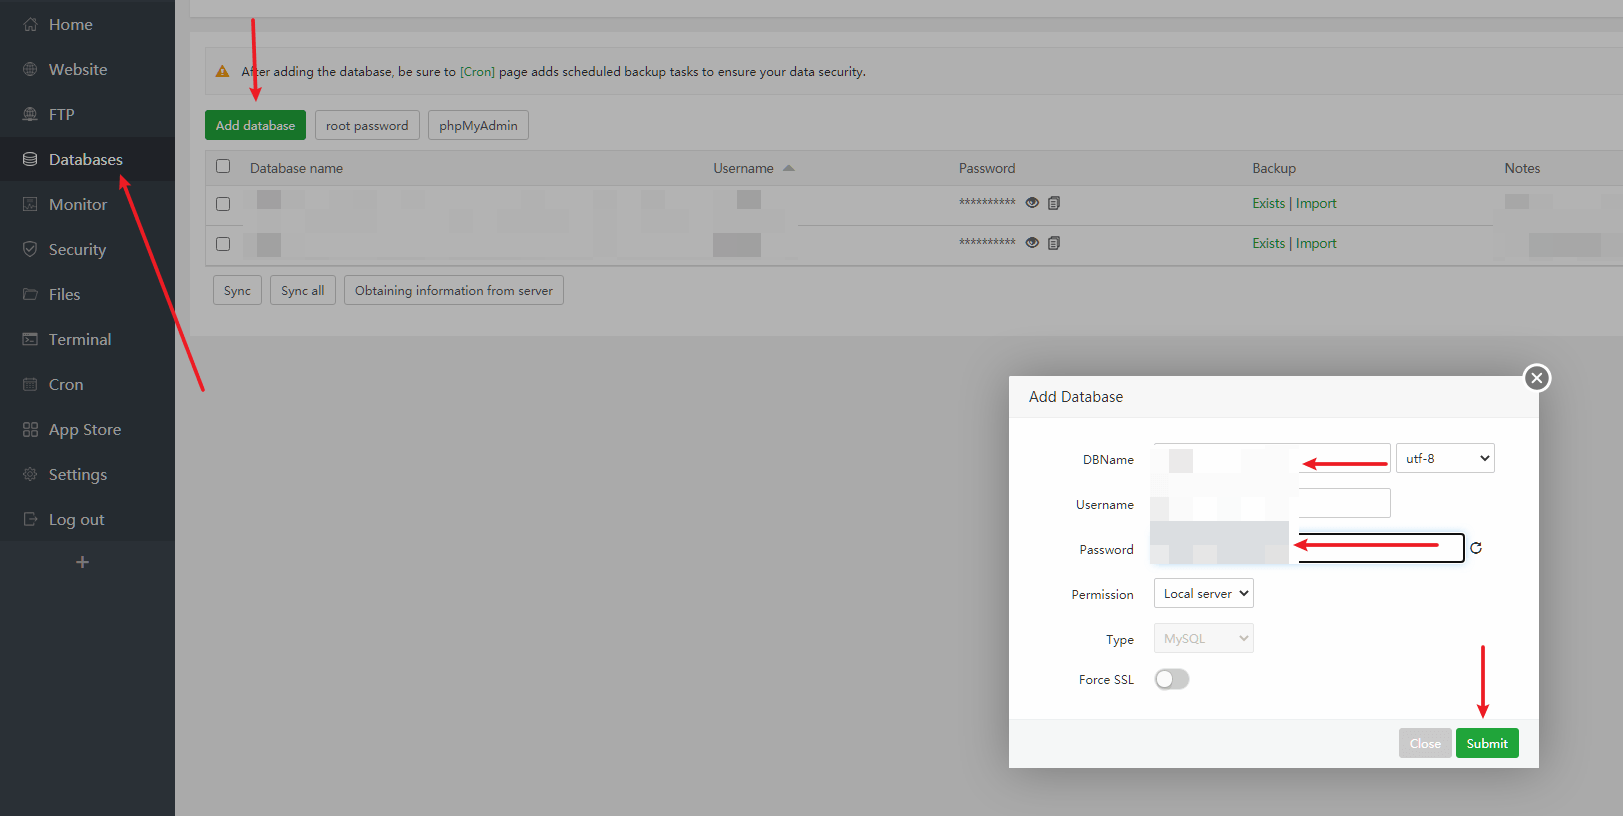 Home
Website
FTP
Databases
Monitor
Security
Files
Terminal
Cron
App Store
Settings
Log out
After adding the database, be sure to [Cron] page adds scheduled backup tasks to ensure your data security.
Add database root password phpMyAdmin
Database name Username Password Backup Notes
********** Exists | Import
********** Exists | Import
Sync Sync all Obtaining information from server
Add Database
DBName utf-8
Username
Password
Permission Local server
Type MySQL
Force SSL
Close Submit